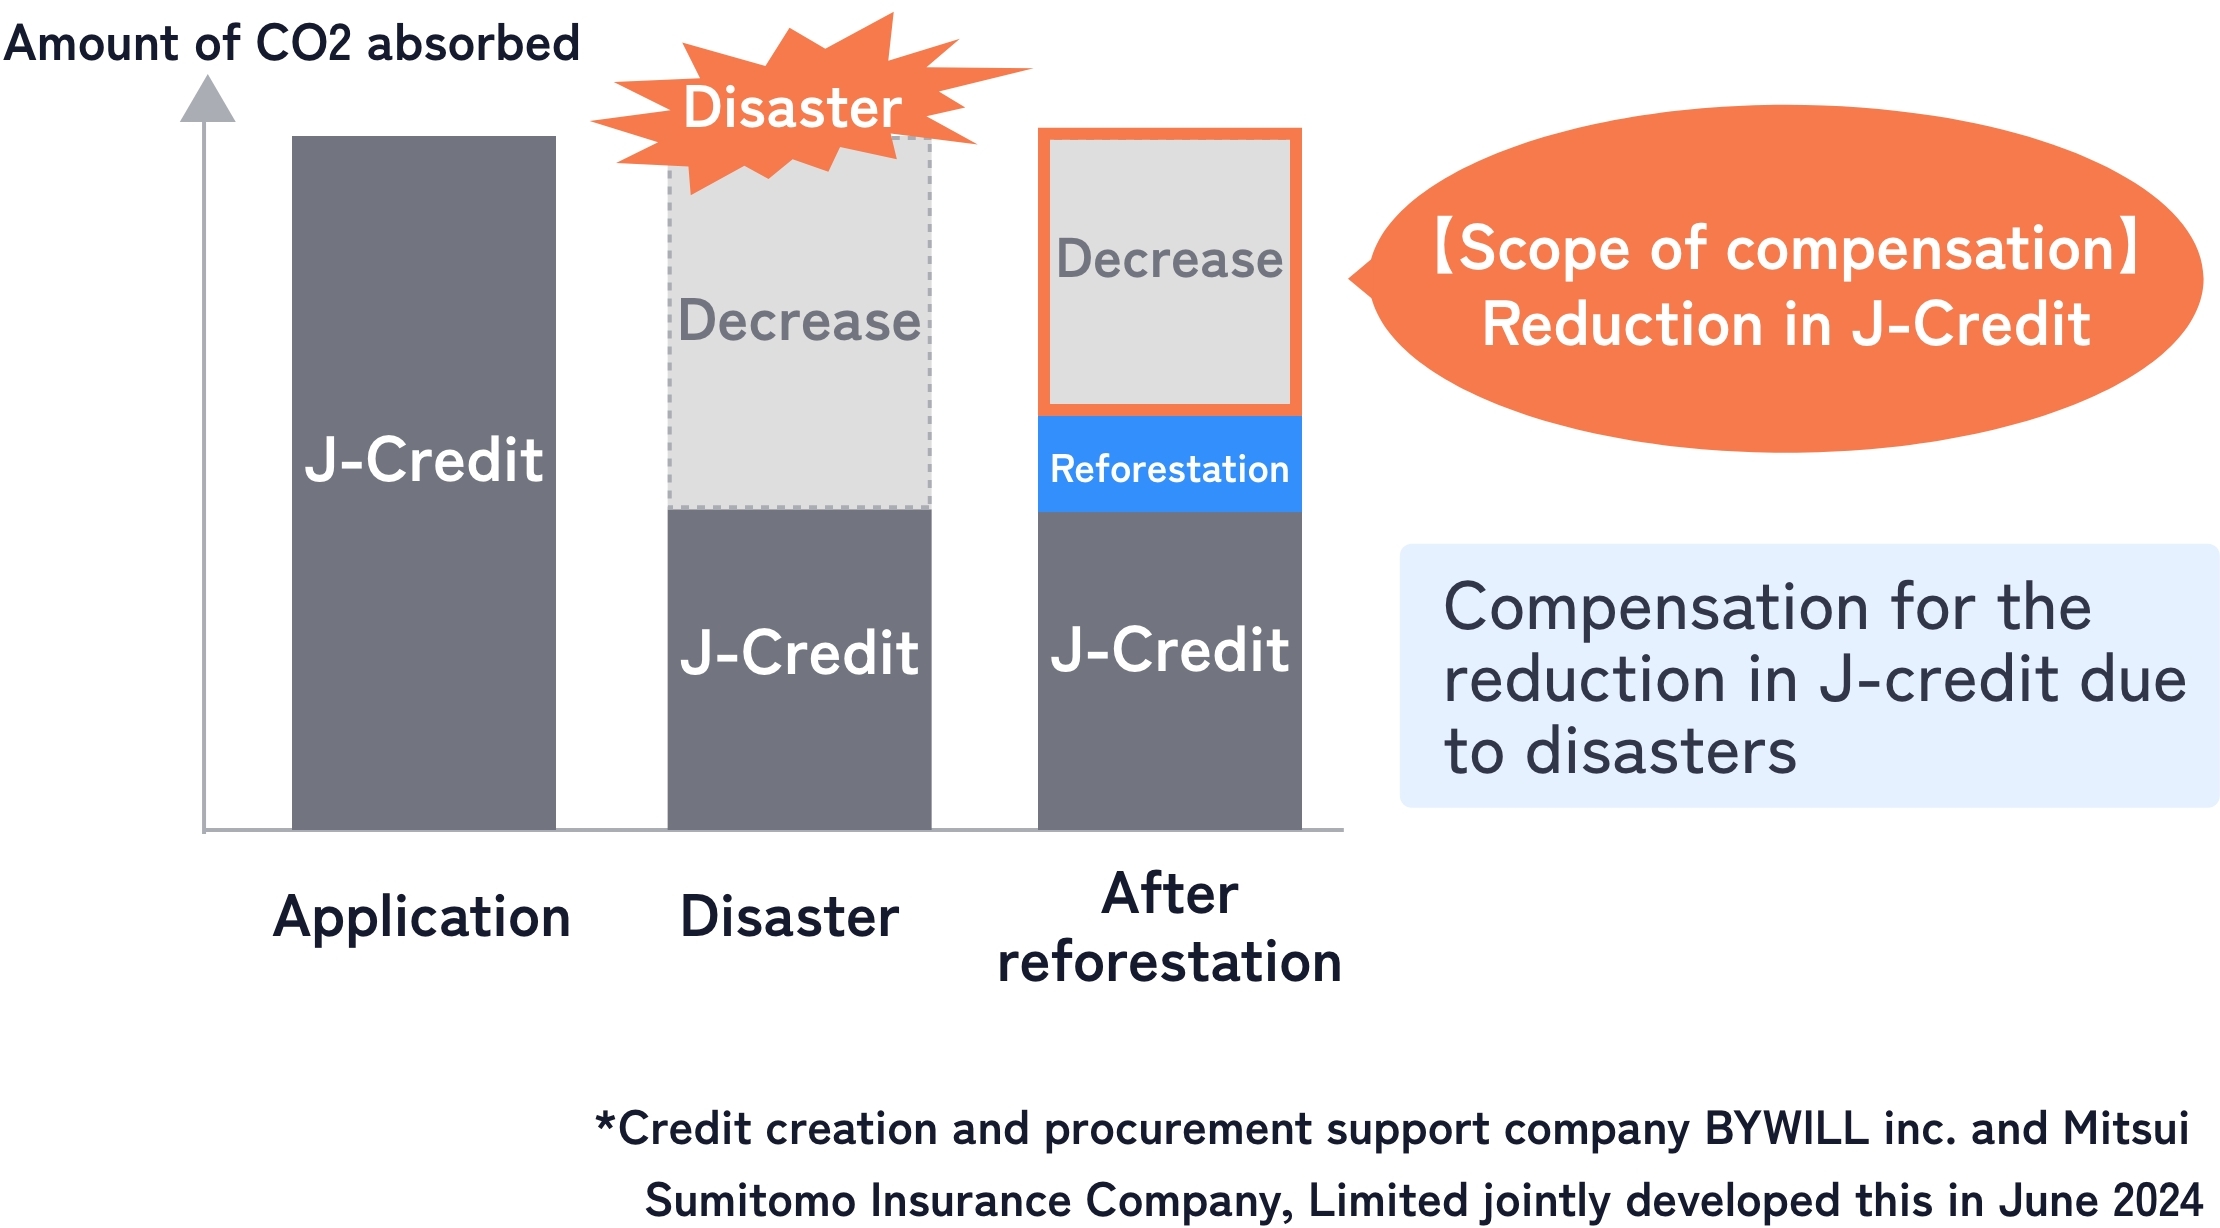 Amount of CO2 absorbed
Disaster
J-Credit
Decrease
J-Credit
Decrease
Reforestation
J-Credit
【Scope of compensation】
Reduction in J-Credit
Compensation for the
reduction in J-credit due
to disasters
Application
Disaster
After
reforestation
*Credit creation and procurement support company BYWILL inc. and Mitsui
Sumitomo Insurance Company, Limited jointly developed this in June 2024